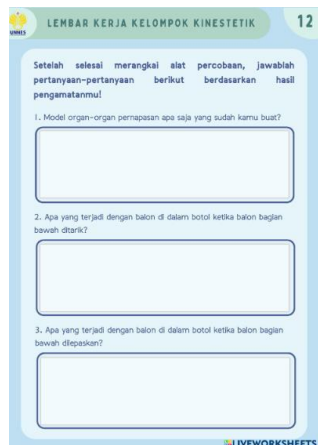 UNNES
LEMBAR KERJA KELOMPOK KINESTETIK
12
Setelah selesai merangkai alat percobaan, jawablah
pertanyaan-pertanyaan berikut berdasarkan hasil
pengamatanmu!
1. Model organ-organ pernapasan apa saja yang sudah kamu buat?
2. Apa yang terjadi dengan balon di dalam botol ketika balon bagian
bawah ditarik?
3. Apa yang terjadi dengan balon di dalam botol ketika balon bagian
bawah dilepaskan?
LIVEWORKSHEETS